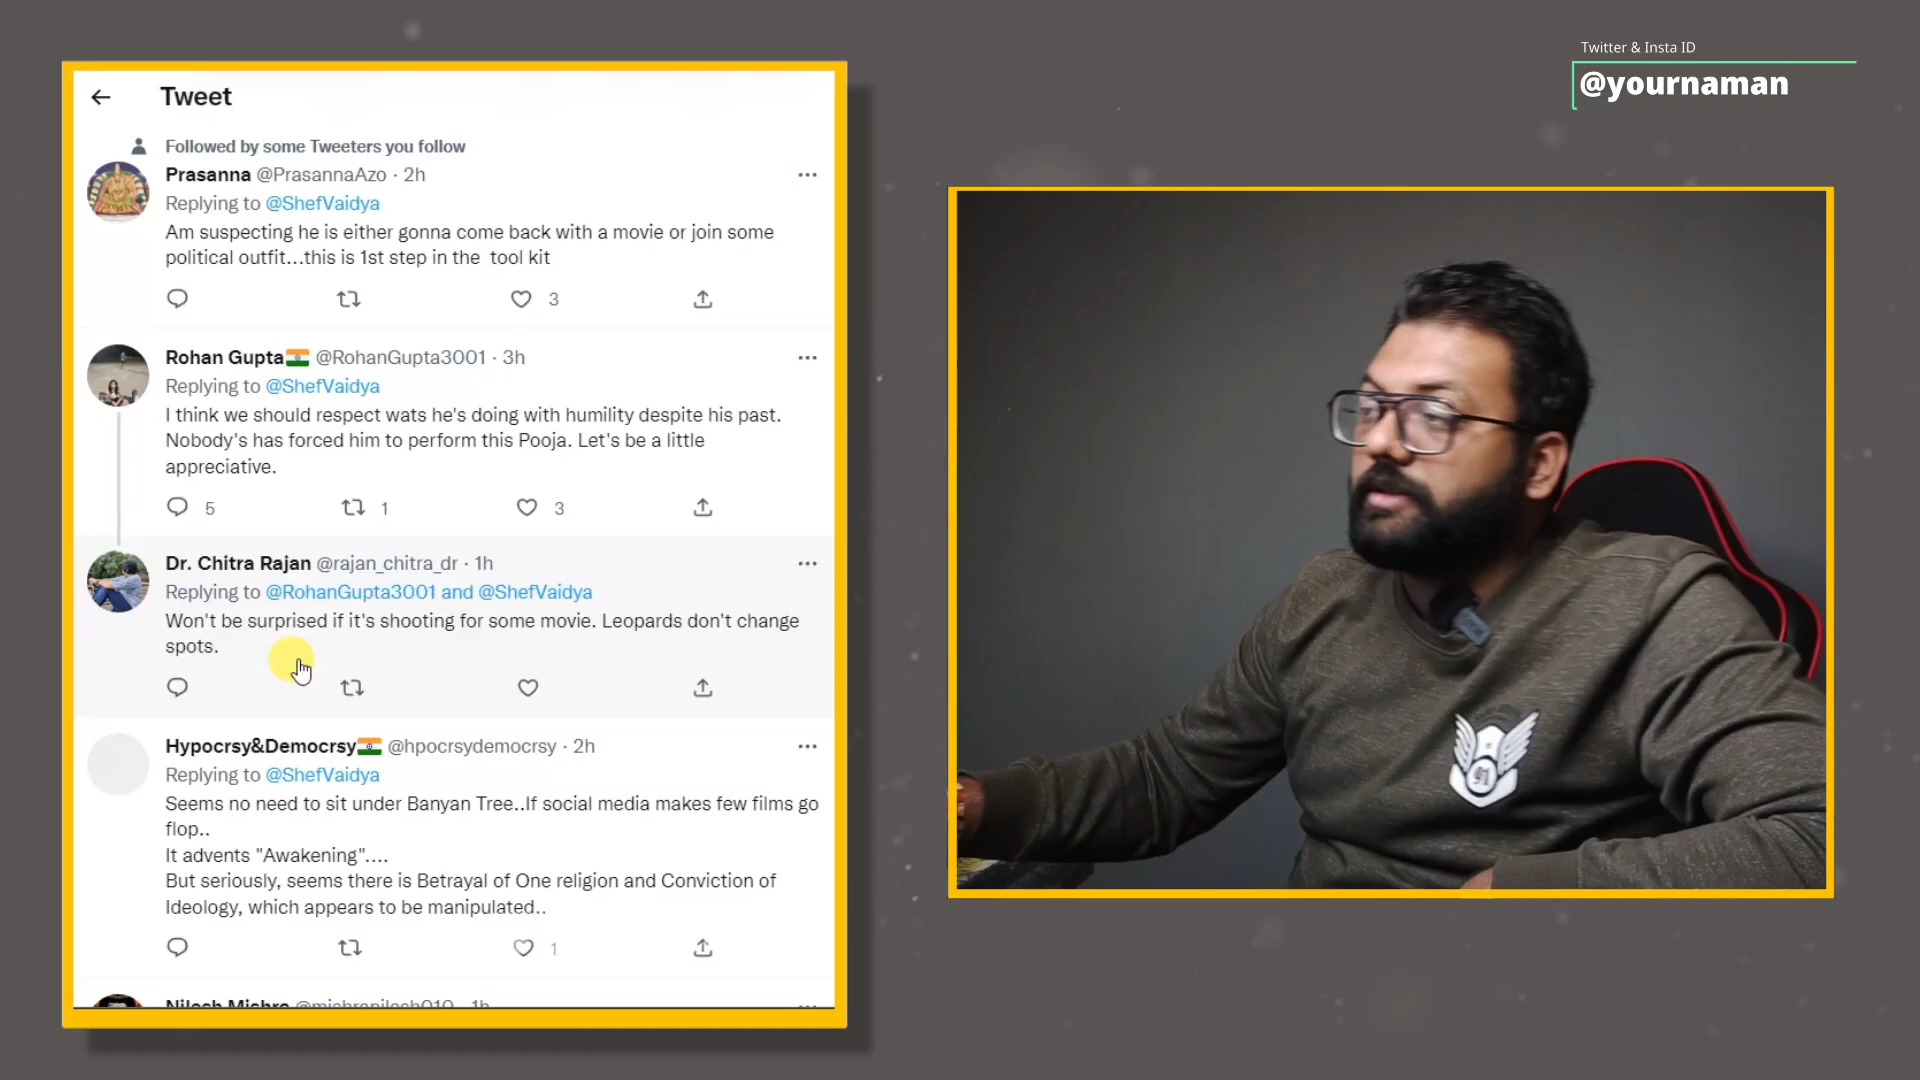 Twitter & Insta ID
@yournaman
Tweet
Followed by some Tweeters you follow
Prasanna @PrasannaAzo · 2h
Replying to @ShefVaidya
Am suspecting he is either gonna come back with a movie or join some
political outfit...this is 1st step in the tool kit
3
Rohan Gupta @RohanGupta3001 · 3h
Replying to @ShefVaidya
I think we should respect wats he's doing with humility despite his past.
Nobody's has forced him to perform this Pooja. Let's be a little
appreciative.
5 1 3
Dr. Chitra Rajan @rajan_chitra_dr · 1h
Replying to @RohanGupta3001 and @ShefVaidya
Won't be surprised if it's shooting for some movie. Leopards don't change
spots.
Hypocrsy&Democrsy @hpocrsydemocrsy · 2h
Replying to @ShefVaidya
Seems no need to sit under Banyan Tree..If social media makes few films go
flop..
It advents "Awakening"....
But seriously, seems there is Betrayal of One religion and Conviction of
Ideology, which appears to be manipulated..
1
Nilesh Mishra @mishranilesh010 · 1h
91